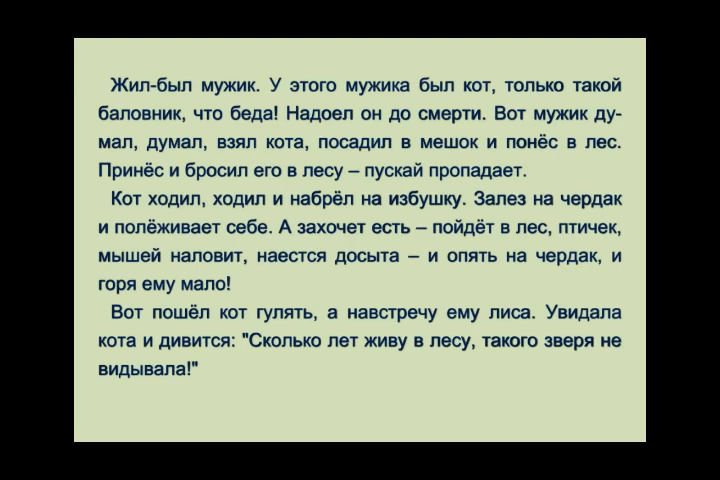 Жил-был мужик. У этого мужика был кот, только такой
баловник, что беда! Надоел он до смерти. Вот мужик ду-
мал, думал, взял кота, посадил в мешок и понёс в лес.
Принёс и бросил его в лесу – пускай пропадает.
Кот ходил, ходил и набрёл на избушку. Залез на чердак
и полёживает себе. А захочет есть – пойдёт в лес, птичек,
мышей наловит, наестся досыта – и опять на чердак, и
горя ему мало!
Вот пошёл кот гулять, а навстречу ему лиса. Увидала
кота и дивится: "Сколько лет живу в лесу, такого зверя не
видывала!"